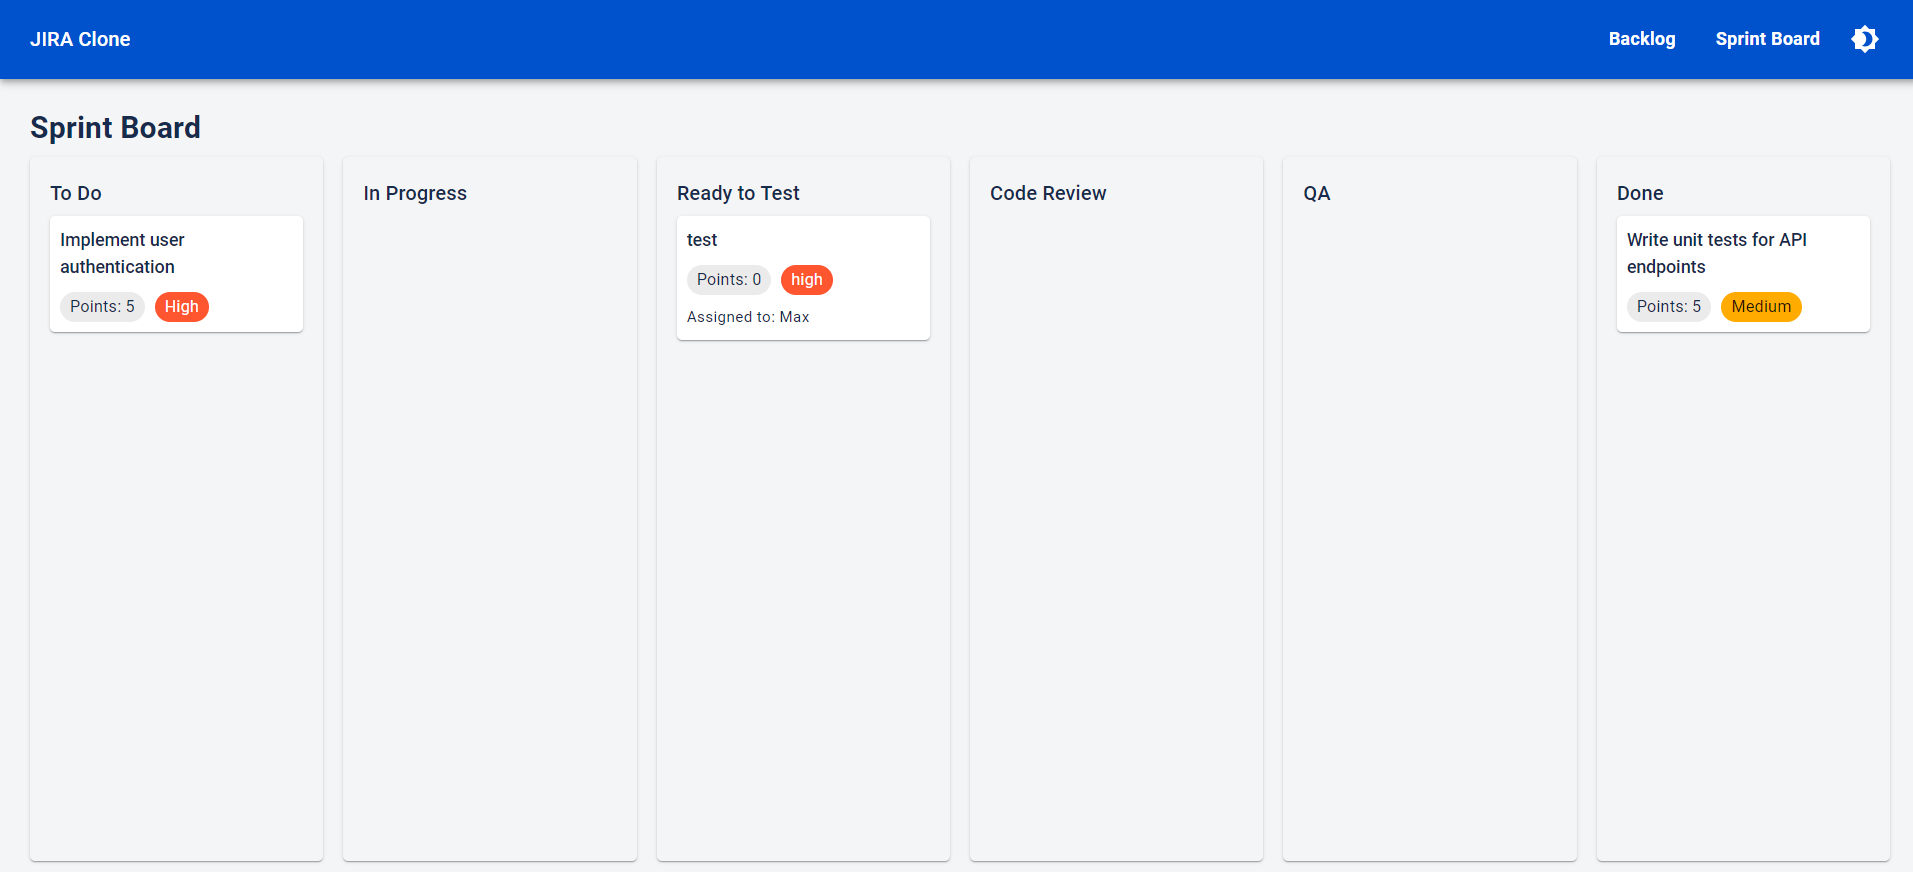 JIRA Clone
Backlog
Sprint Board
Sprint Board
To Do
Implement user
authentication
Points: 5
High
In Progress
Ready to Test
test
Points: 0
high
Assigned to: Max
Code Review
QA
Done
Write unit tests for API
endpoints
Points: 5
Medium